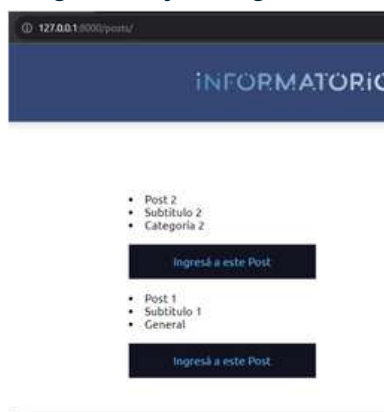 127.0.0.1:8000/posts/
iNFORMATORiO
Post 2
Subtitulo 2
Categoría 2
Ingresá a este Post
Post 1
Subtitulo 1
General
Ingresá a este Post